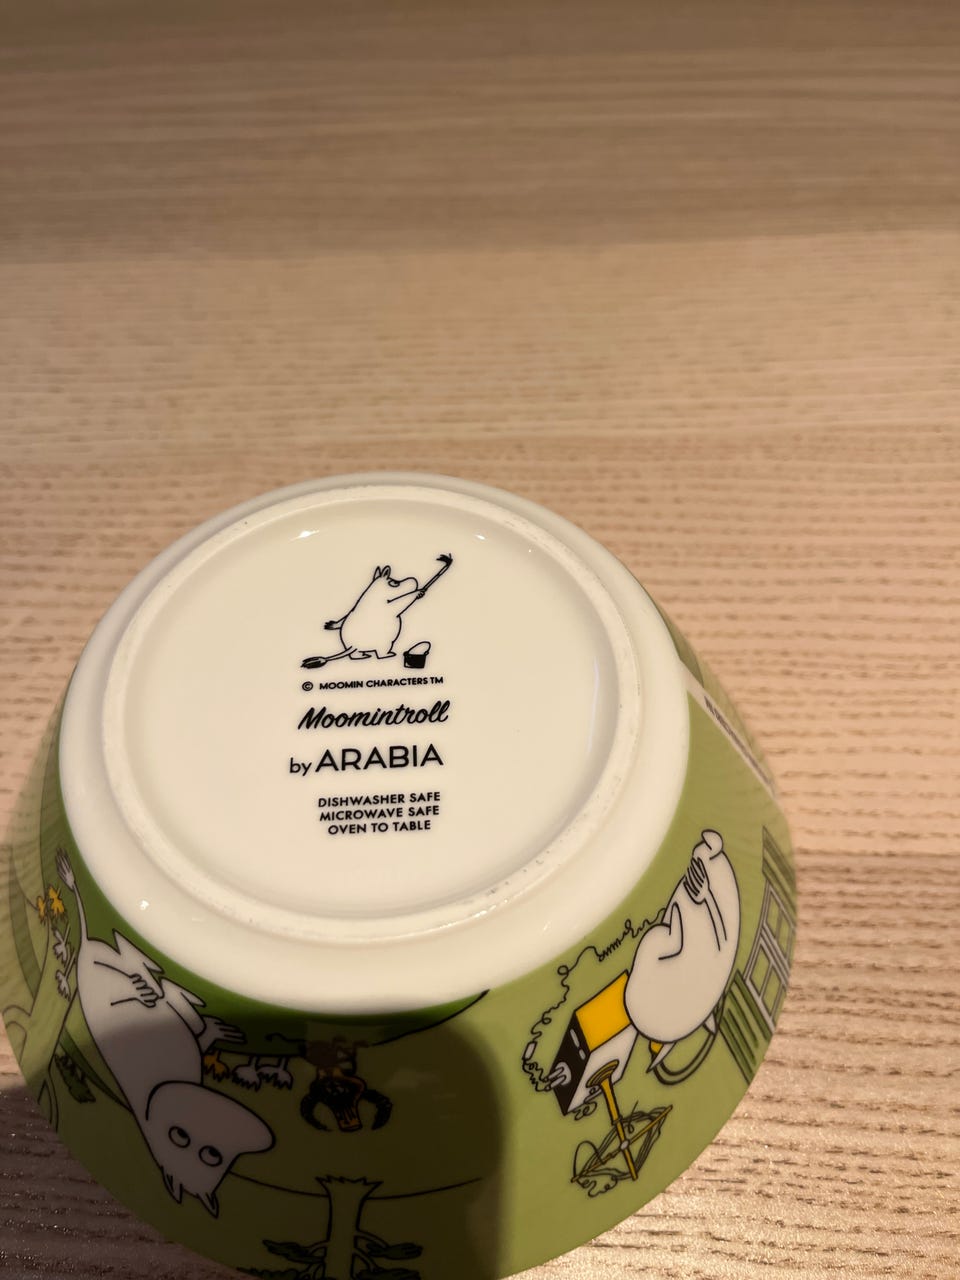 © MOOMIN CHARACTERS TM
Moomintroll
by ARABIA
DISHWASHER SAFE
MICROWAVE SAFE
OVEN TO TABLE